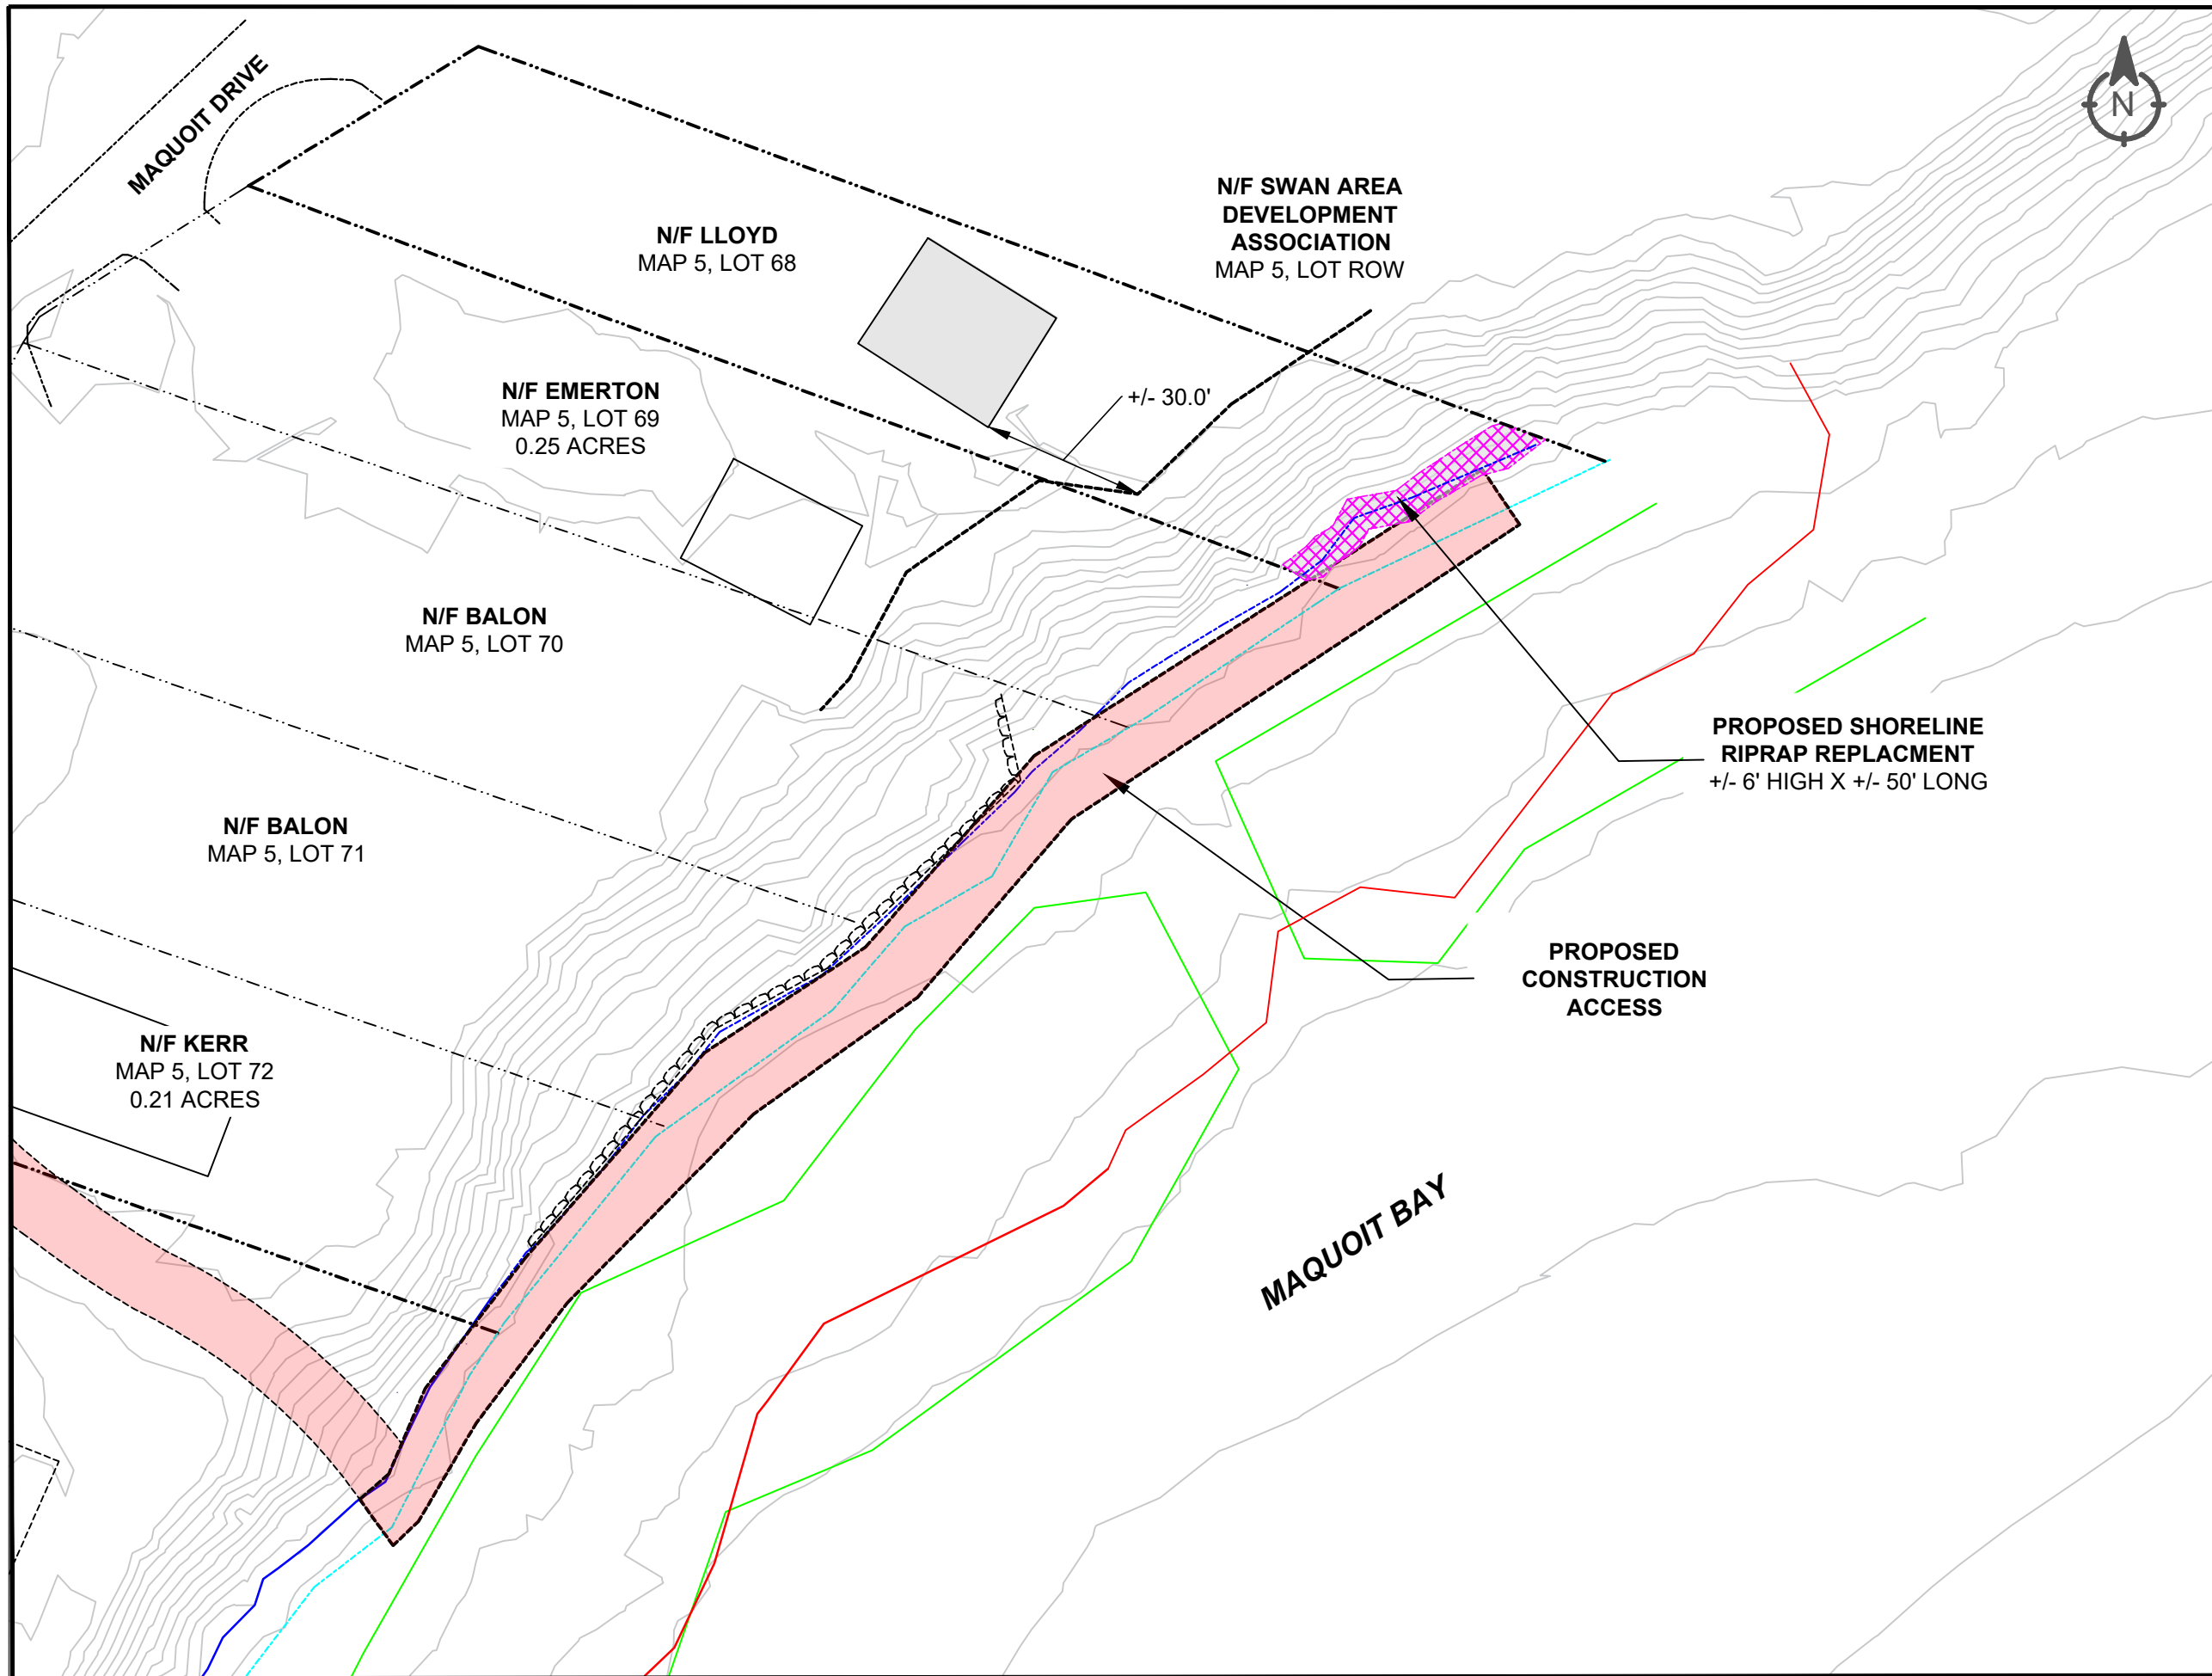 MAQUOIT DRIVE
N
N/F SWAN AREA
DEVELOPMENT
ASSOCIATION
MAP 5, LOT ROW
N/F LLOYD
MAP 5, LOT 68
N/F EMERTON
MAP 5, LOT 69
0.25 ACRES
+/- 30.0'
N/F BALON
MAP 5, LOT 70
PROPOSED SHORELINE
RIPRAP REPLACMENT
+/- 6' HIGH X +/- 50' LONG
N/F BALON
MAP 5, LOT 71
PROPOSED
CONSTRUCTION
ACCESS
N/F KERR
MAP 5, LOT 72
0.21 ACRES
MAQUOIT BAY